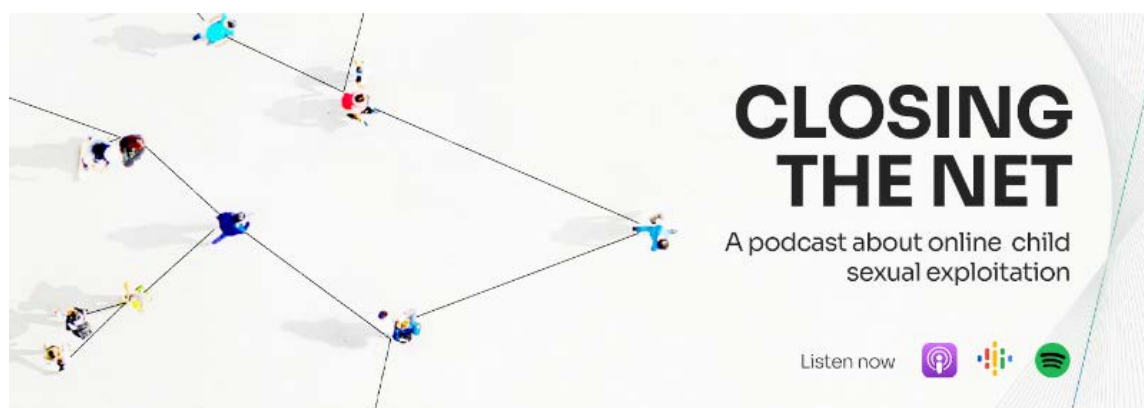 CLOSING
THE NET
A podcast about online child
sexual exploitation
Listen now